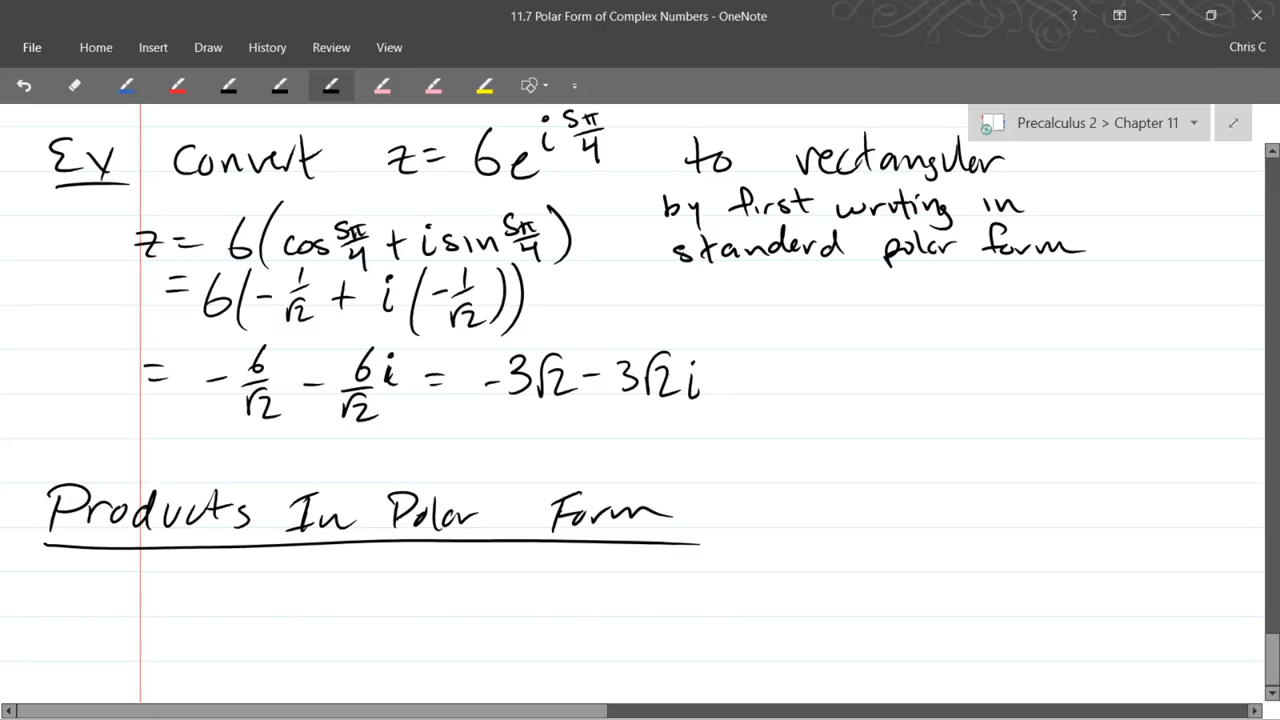 11.7 Polar Form of Complex Numbers - OneNote
File Home Insert Draw History Review View Chris C
Precalculus 2 > Chapter 11
Ex Convert z = 6e^{i 5π/4} to rectangular
by first writing in
standard polar form
z = 6(cos 5π/4 + i sin 5π/4)
= 6(-1/√2 + i(-1/√2))
= -6/√2 - 6/√2 i = -3√2 - 3√2 i
Products In Polar Form